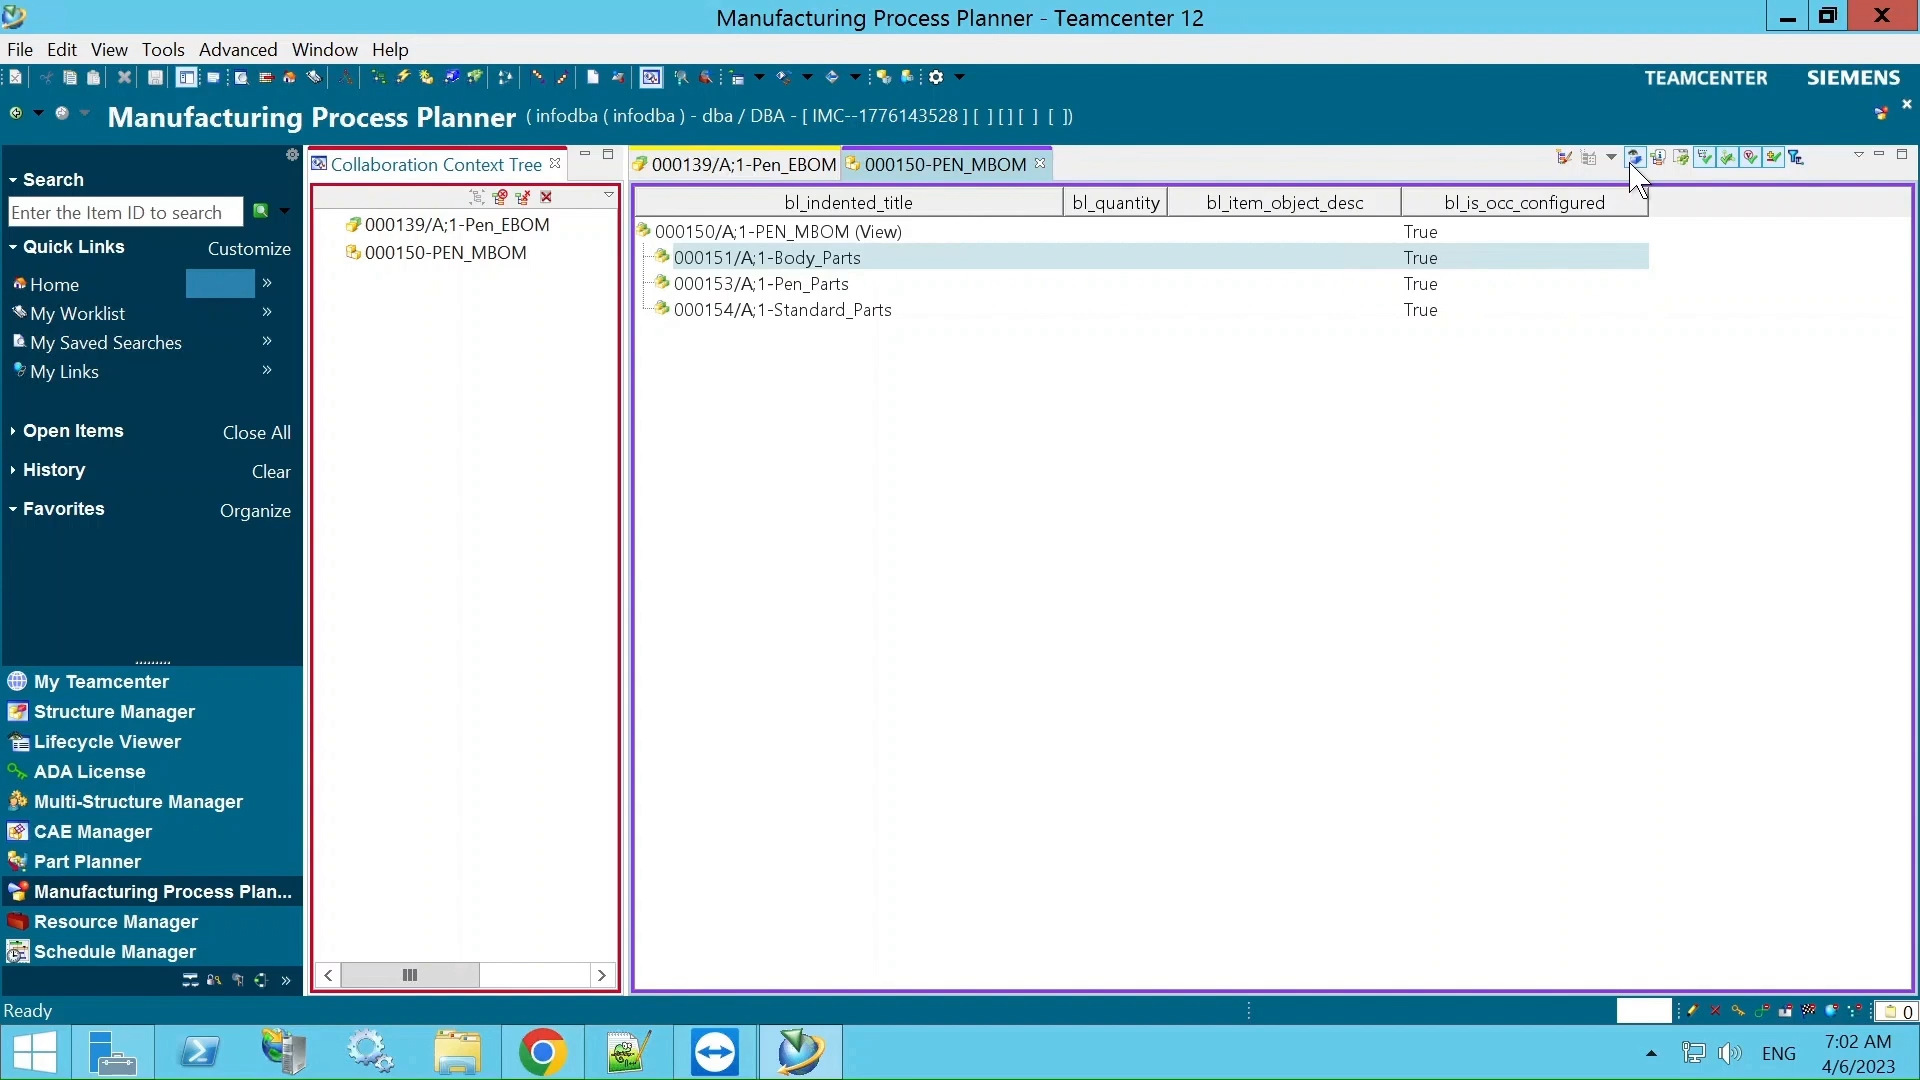 Manufacturing Process Planner - Teamcenter 12
File Edit View Tools Advanced Window Help
TEAMCENTER SIEMENS
Manufacturing Process Planner ( infodba ( infodba ) - dba / DBA - [ IMC--1776143528 ] [ ] [ ] [ ] [ ])
Search
Enter the Item ID to search
Quick Links Customize
Home
My Worklist
My Saved Searches
My Links
Open Items Close All
History Clear
Favorites Organize
My Teamcenter
Structure Manager
Lifecycle Viewer
ADA License
Multi-Structure Manager
CAE Manager
Part Planner
Manufacturing Process Plan...
Resource Manager
Schedule Manager
Collaboration Context Tree
000139/A;1-Pen_EBOM
000150-PEN_MBOM
000139/A;1-Pen_EBOM 000150-PEN_MBOM
bl_indented_title bl_quantity bl_item_object_desc bl_is_occ_configured
000150/A;1-PEN_MBOM (View) True
000151/A;1-Body_Parts True
000153/A;1-Pen_Parts True
000154/A;1-Standard_Parts True
Ready
0
ENG
7:02 AM
4/6/2023